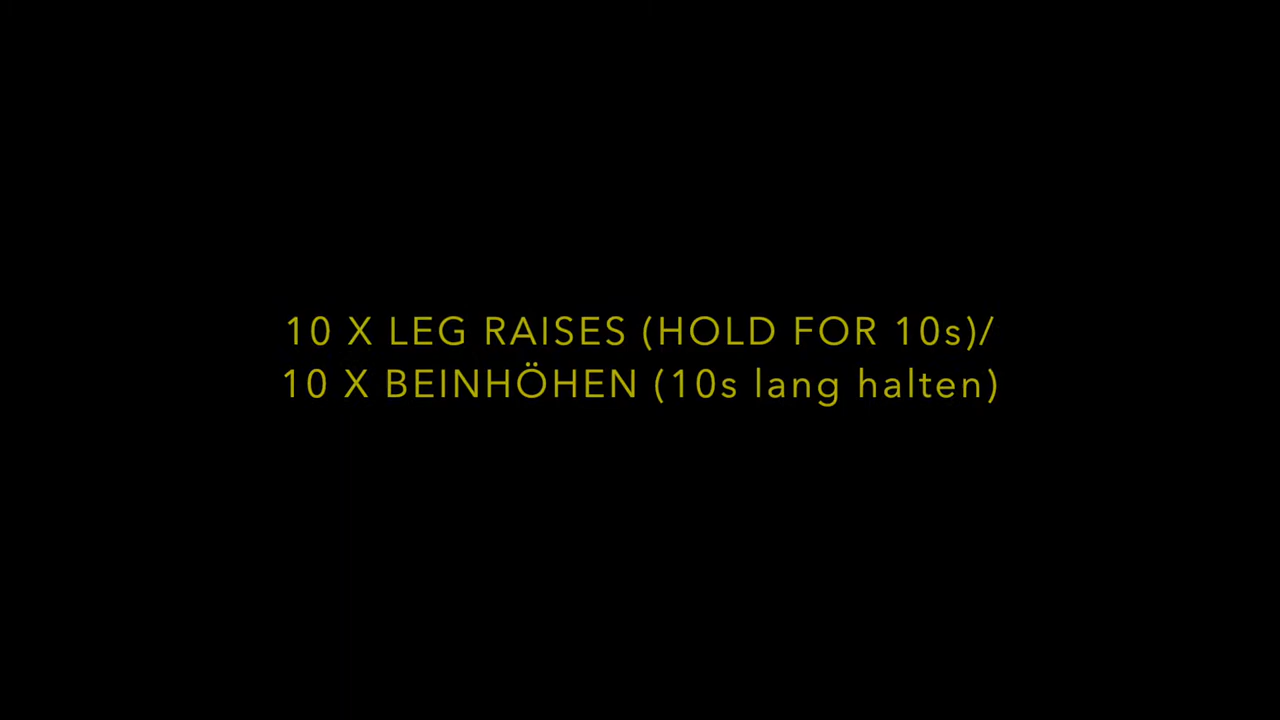 10 X LEG RAISES (HOLD FOR 10s)/
10 X BEINHÖHEN (10s lang halten)